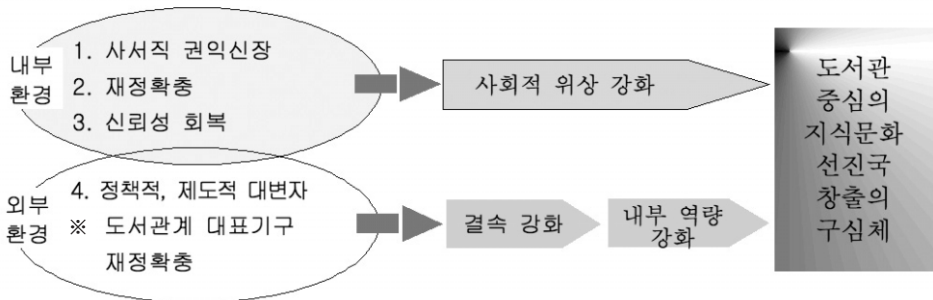 내부
환경
1. 사서직 권익신장
2. 재정확충
3. 신뢰성 회복
사회적 위상 강화
외부
환경
4. 정책적, 제도적 대변자
※ 도서관계 대표기구
재정확충
결속 강화
내부 역량
강화
도서관
중심의
지식문화
선진국
창출의
구심체